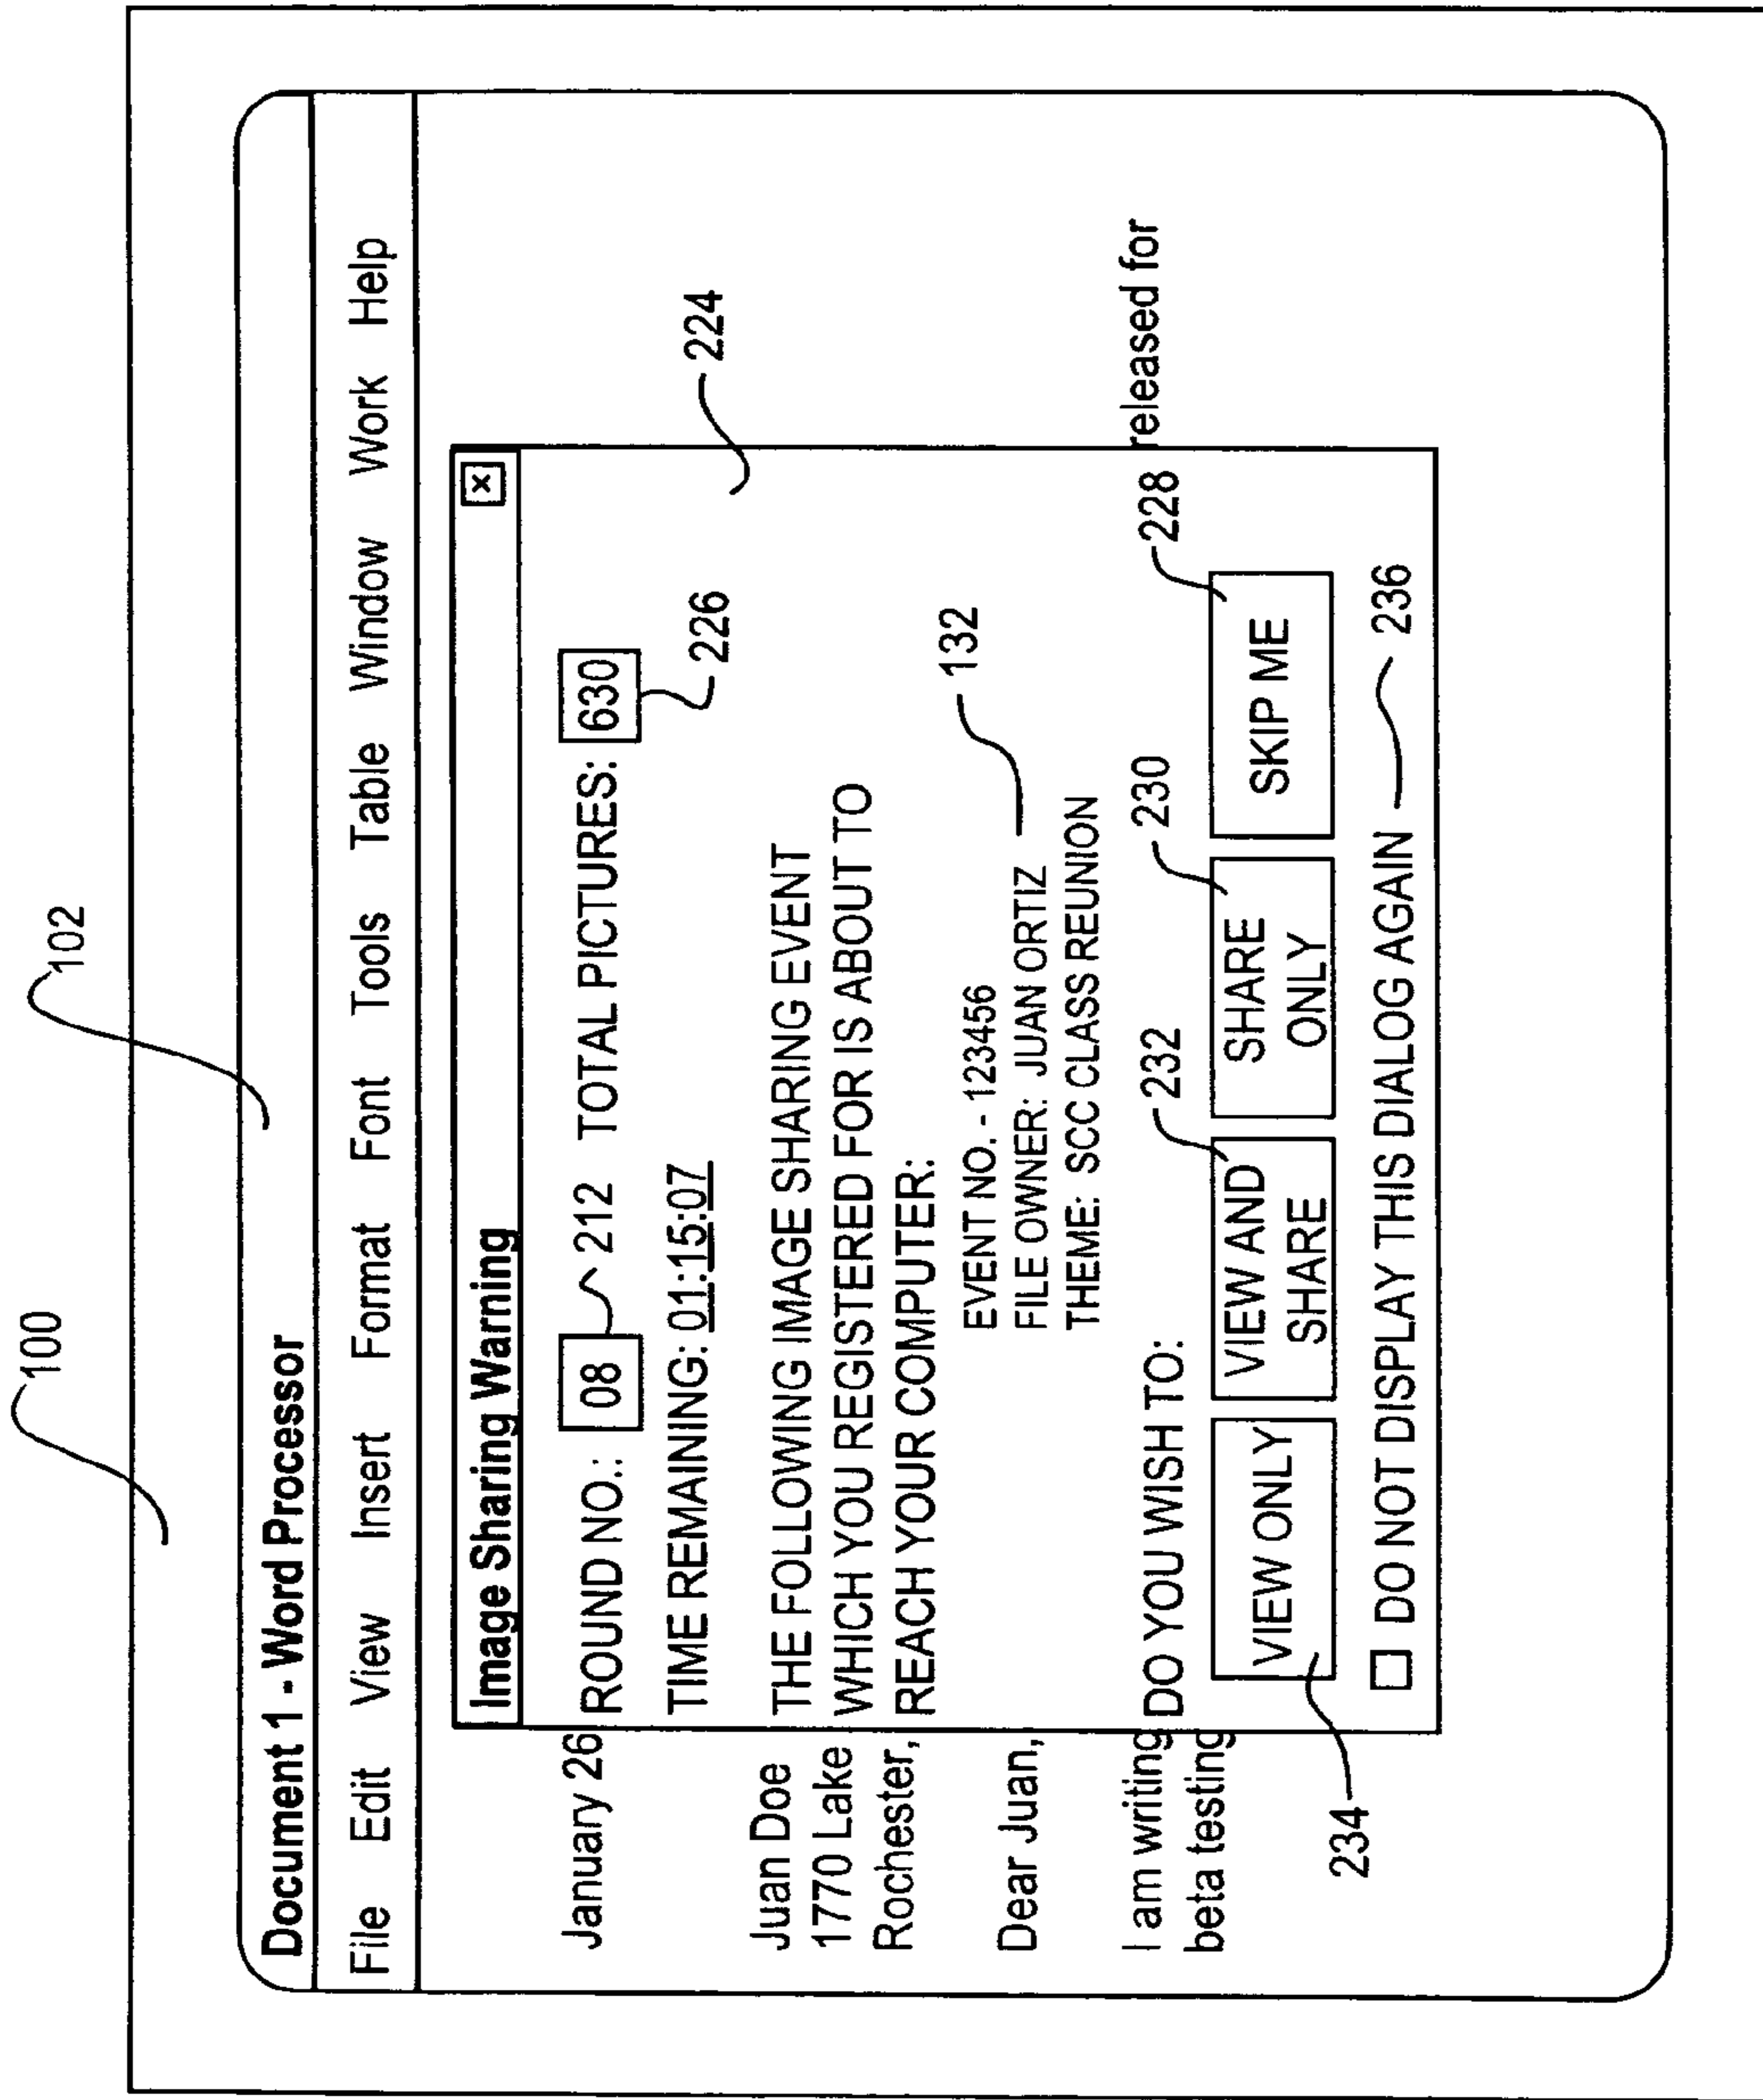 100
102
Document 1 - Word Processor
File Edit View Insert Format Font Tools Table Window Work Help
Image Sharing Warning
x
January 26
ROUND NO.: 08 212 TOTAL PICTURES: 630
226
224
TIME REMAINING: 01:15:07
Juan Doe
1770 Lake
Rochester,
THE FOLLOWING IMAGE SHARING EVENT
WHICH YOU REGISTERED FOR IS ABOUT TO
REACH YOUR COMPUTER:
EVENT NO. - 123456
FILE OWNER: JUAN ORTIZ
132
THEME: SCC CLASS REUNION
Dear Juan,
I am writing
released for
beta testing
DO YOU WISH TO:
232
230
228
VIEW ONLY
VIEW AND
SHARE
SHARE
ONLY
SKIP ME
234
DO NOT DISPLAY THIS DIALOG AGAIN
236